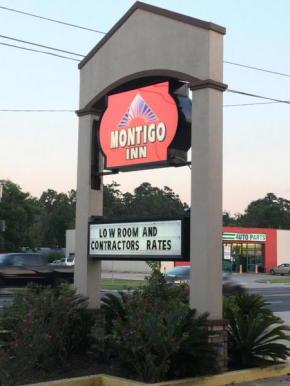 MONTIGO
INN
LOW ROOM AND
CONTRACTORS RATES
AUTO PARTS